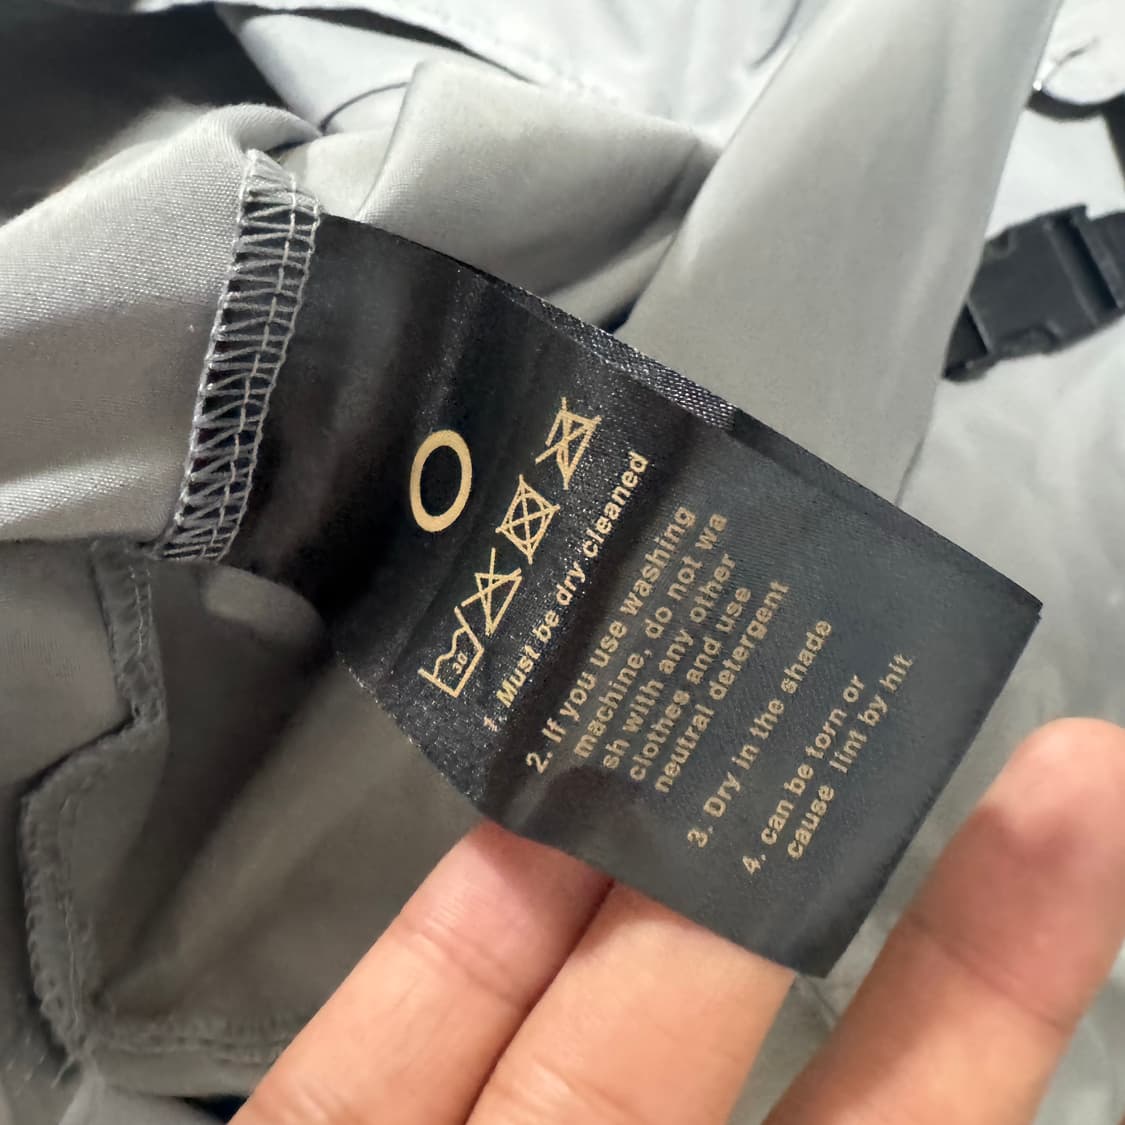 30
1. Must be dry cleaned
2. If you use washing
machine, do not wa
sh with any other
clothes and use
neutral detergent
3. Dry in the shade
4. can be torn or
cause lint by hit